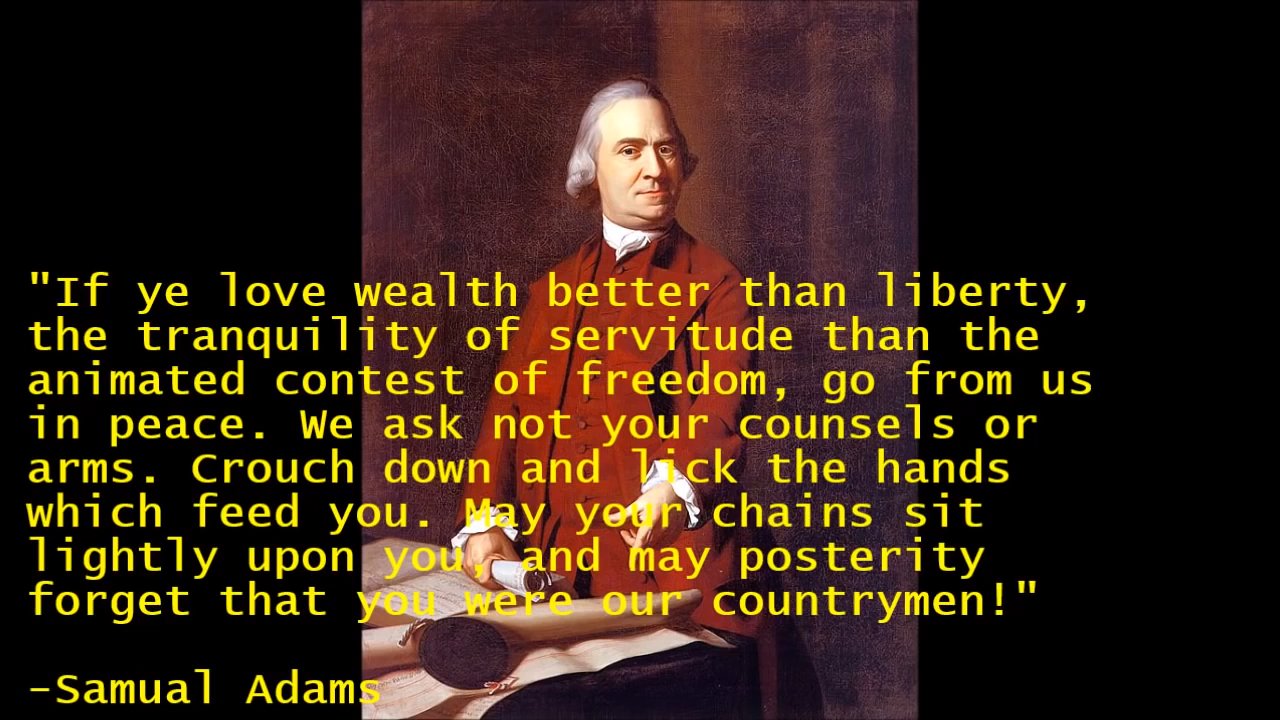 "If ye love wealth better than liberty,
the tranquility of servitude than the
animated contest of freedom, go from us
in peace. We ask not your counsels or
arms. Crouch down and lick the hands
which feed you. May your chains sit
lightly upon you, and may posterity
forget that you were our countrymen!"
-Samual Adams